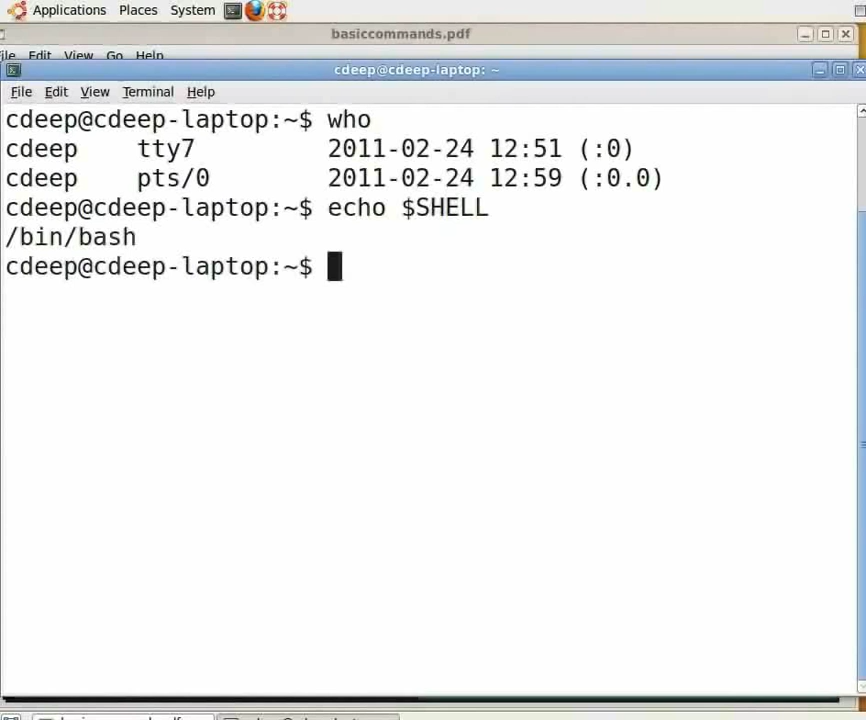 Applications Places System
basiccommands.pdf
File Edit View Go Help
cdeep@cdeep-laptop: ~
File Edit View Terminal Help
cdeep@cdeep-laptop:~$ who
cdeep tty7 2011-02-24 12:51 (:0)
cdeep pts/0 2011-02-24 12:59 (:0.0)
cdeep@cdeep-laptop:~$ echo $SHELL
/bin/bash
cdeep@cdeep-laptop:~$